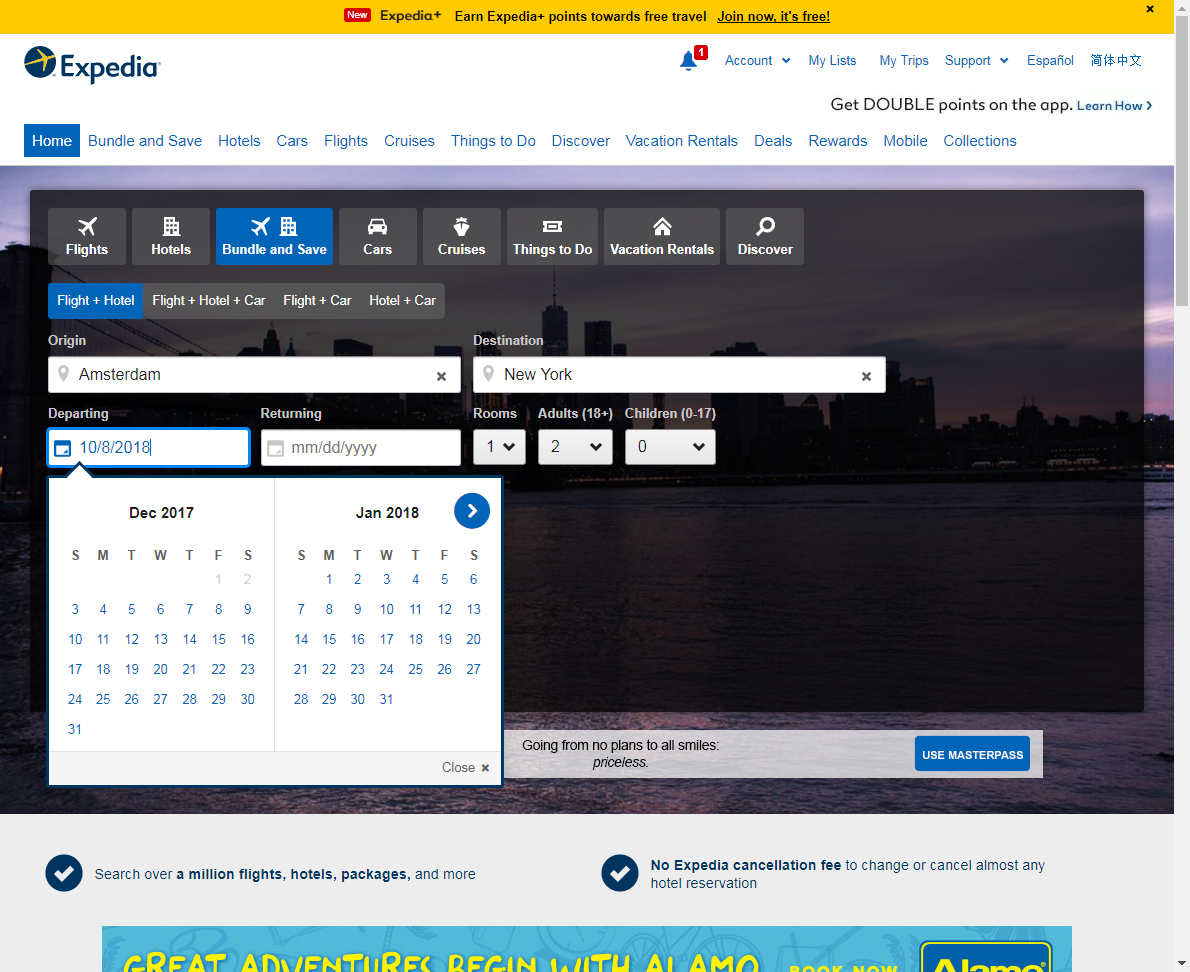 New Expedia+ Earn Expedia+ points towards free travel Join now, it's free!
Expedia
1 Account My Lists My Trips Support Español 简体中文
Get DOUBLE points on the app. Learn How
Home Bundle and Save Hotels Cars Flights Cruises Things to Do Discover Vacation Rentals Deals Rewards Mobile Collections
Flights Hotels Bundle and Save Cars Cruises Things to Do Vacation Rentals Discover
Flight + Hotel Flight + Hotel + Car Flight + Car Hotel + Car
Origin Destination
Amsterdam New York
Departing Returning Rooms Adults (18+) Children (0-17)
10/8/2018 mm/dd/yyyy 1 2 0
Dec 2017 Jan 2018
S M T W T F S S M T W T F S
1 2 1 2 3 4 5 6
3 4 5 6 7 8 9 7 8 9 10 11 12 13
10 11 12 13 14 15 16 14 15 16 17 18 19 20
17 18 19 20 21 22 23 21 22 23 24 25 26 27
24 25 26 27 28 29 30 28 29 30 31
31
Close
Going from no plans to all smiles:
priceless.
USE MASTERPASS
Search over a million flights, hotels, packages, and more
No Expedia cancellation fee to change or cancel almost any
hotel reservation
GREAT ADVENTURES BEGIN WITH ALAMO BOOK NOW Alamo